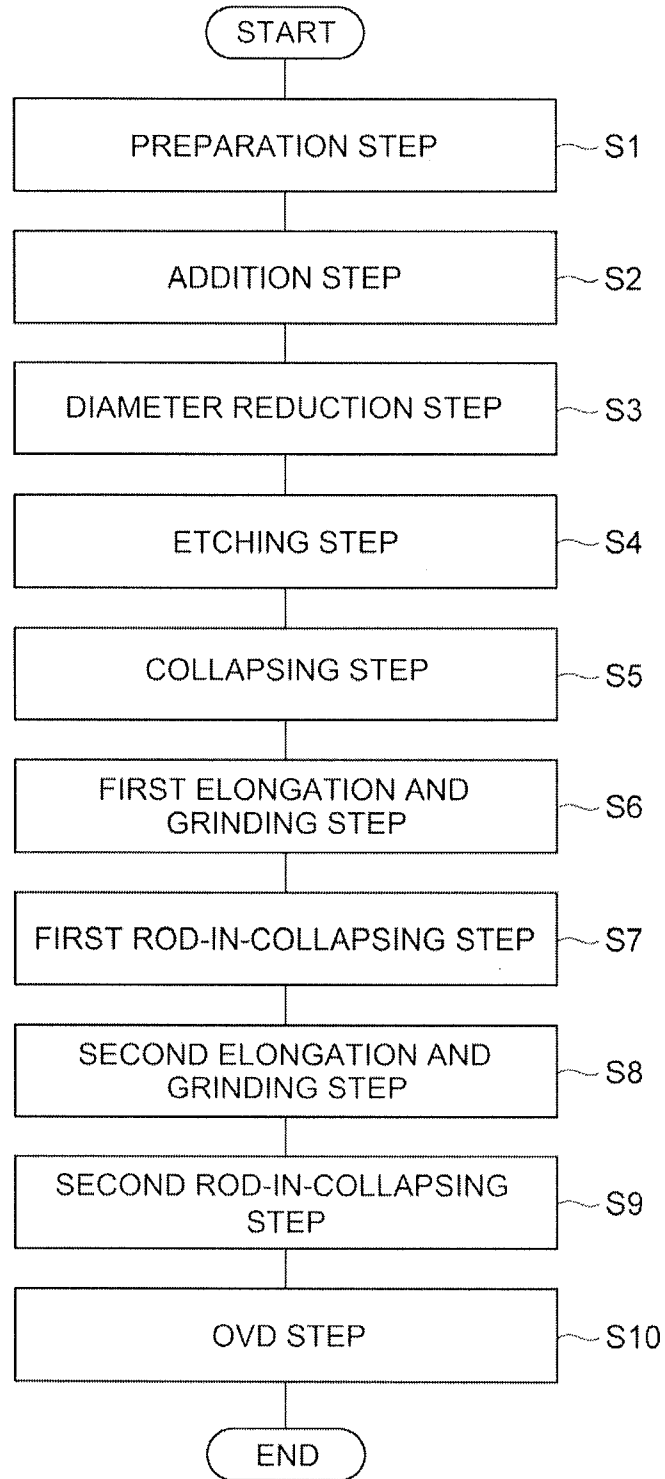 START
PREPARATION STEP
S1
ADDITION STEP
S2
DIAMETER REDUCTION STEP
S3
ETCHING STEP
S4
COLLAPSING STEP
S5
FIRST ELONGATION AND
GRINDING STEP
S6
FIRST ROD-IN-COLLAPSING STEP
S7
SECOND ELONGATION AND
GRINDING STEP
S8
SECOND ROD-IN-COLLAPSING
STEP
S9
OVD STEP
S10
END